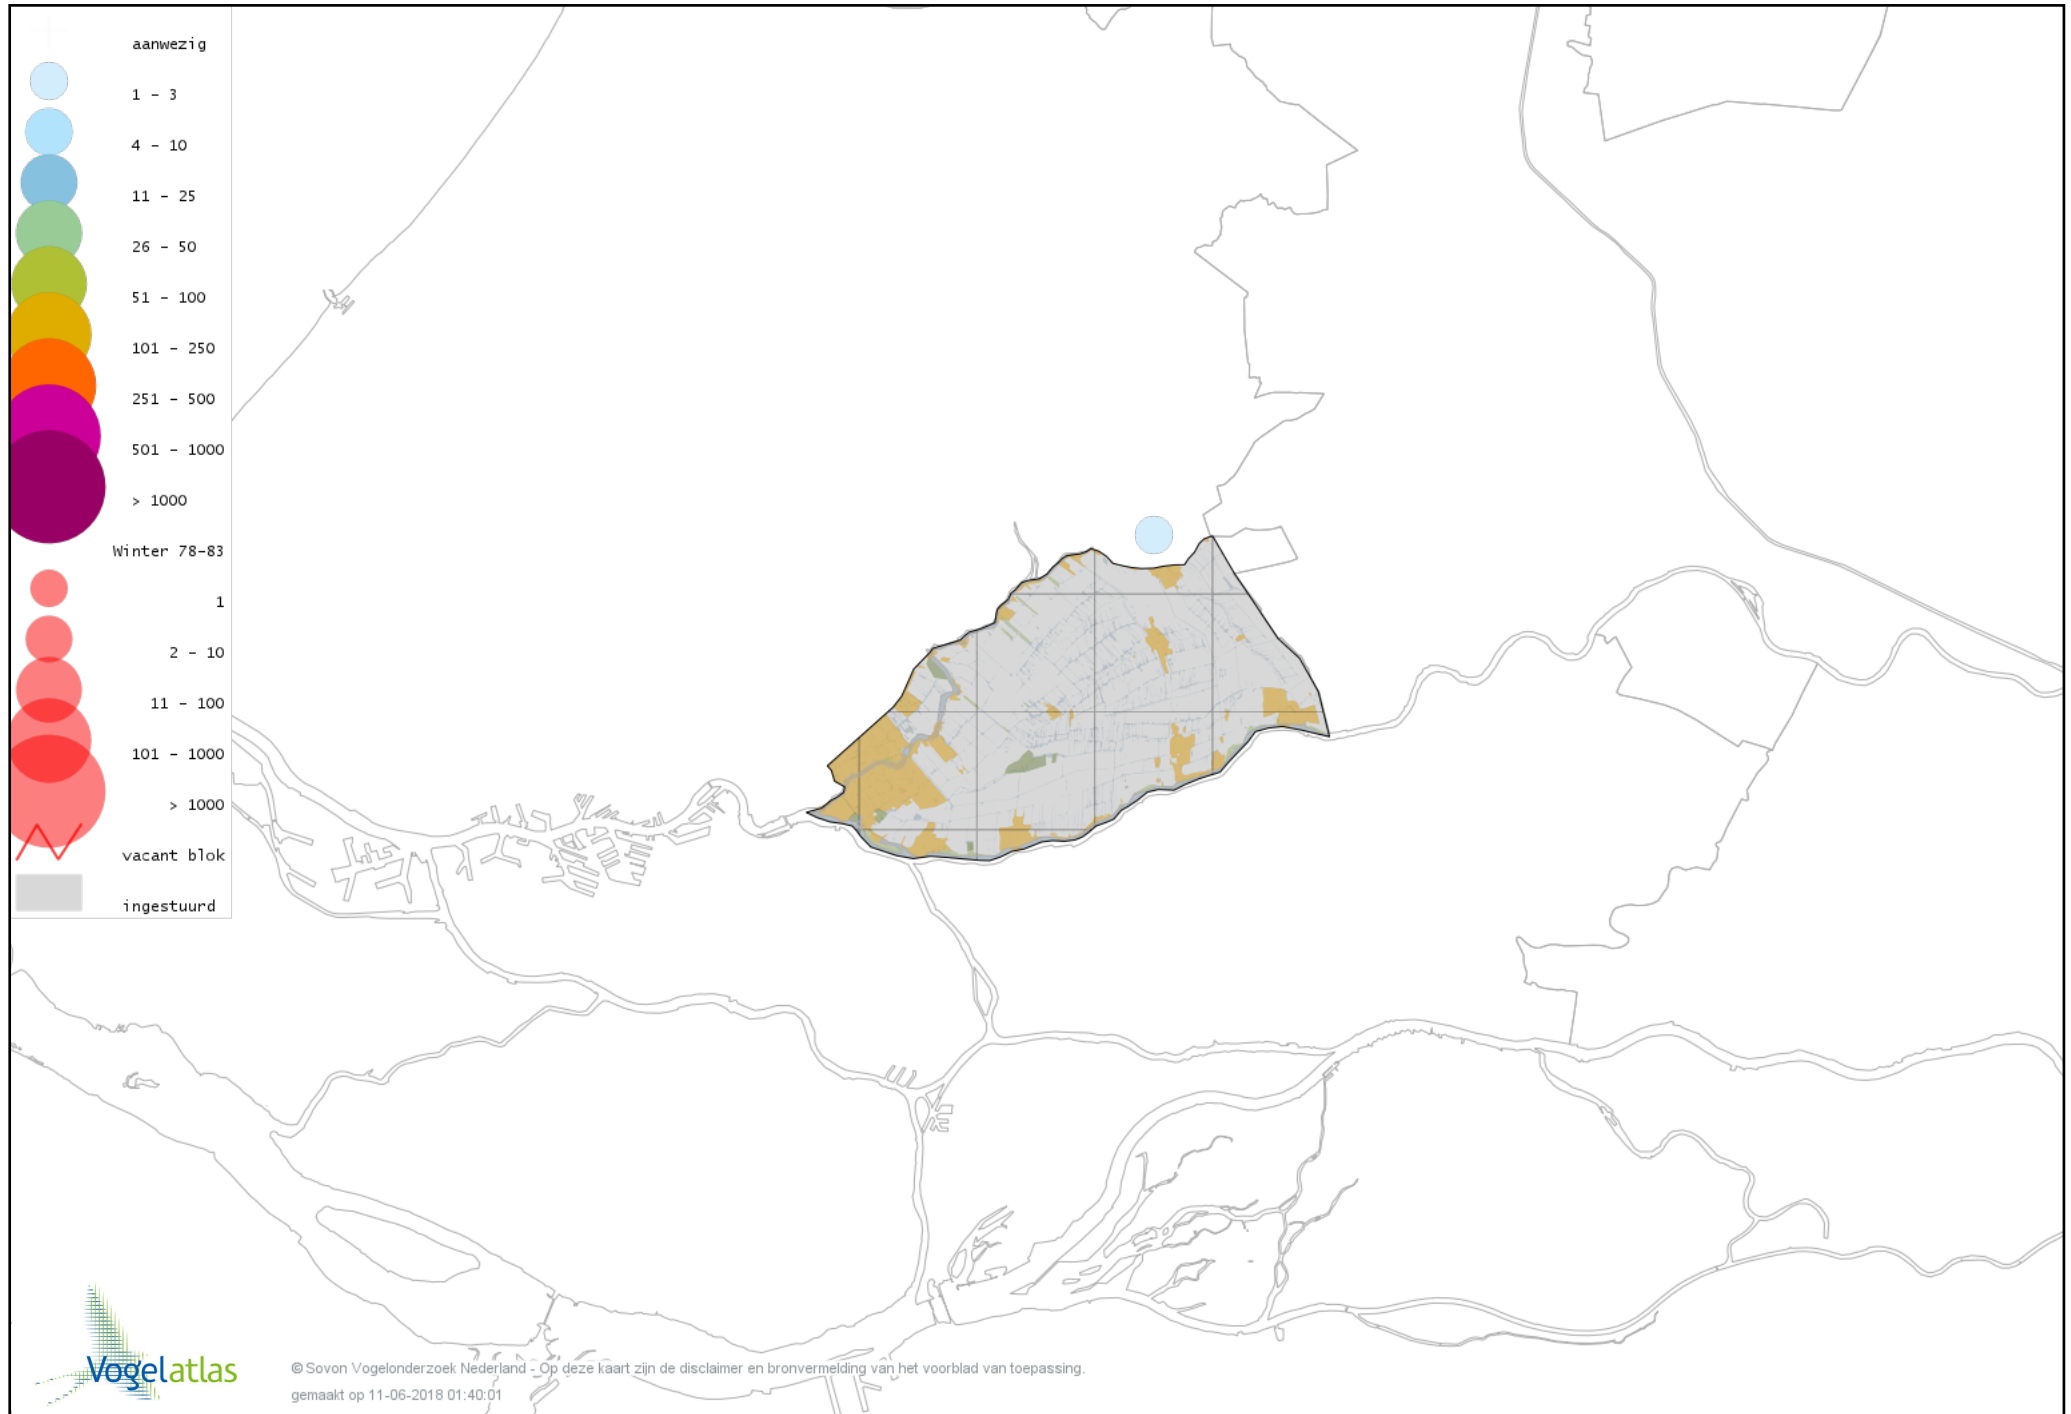 aanwezig
1 - 3
4 - 10
11 - 25
26 - 50
51 - 100
101 - 250
251 - 500
501 - 1000
> 1000
Winter 78-83
1
2 - 10
11 - 100
101 - 1000
> 1000
vacant blok
ingestuurd
Vogelatlas
© Sovon Vogelonderzoek Nederland - Op deze kaart zijn de disclaimer en bronvermelding van het voorblad van toepassing.
gemaakt op 11-06-2018 01:40:01